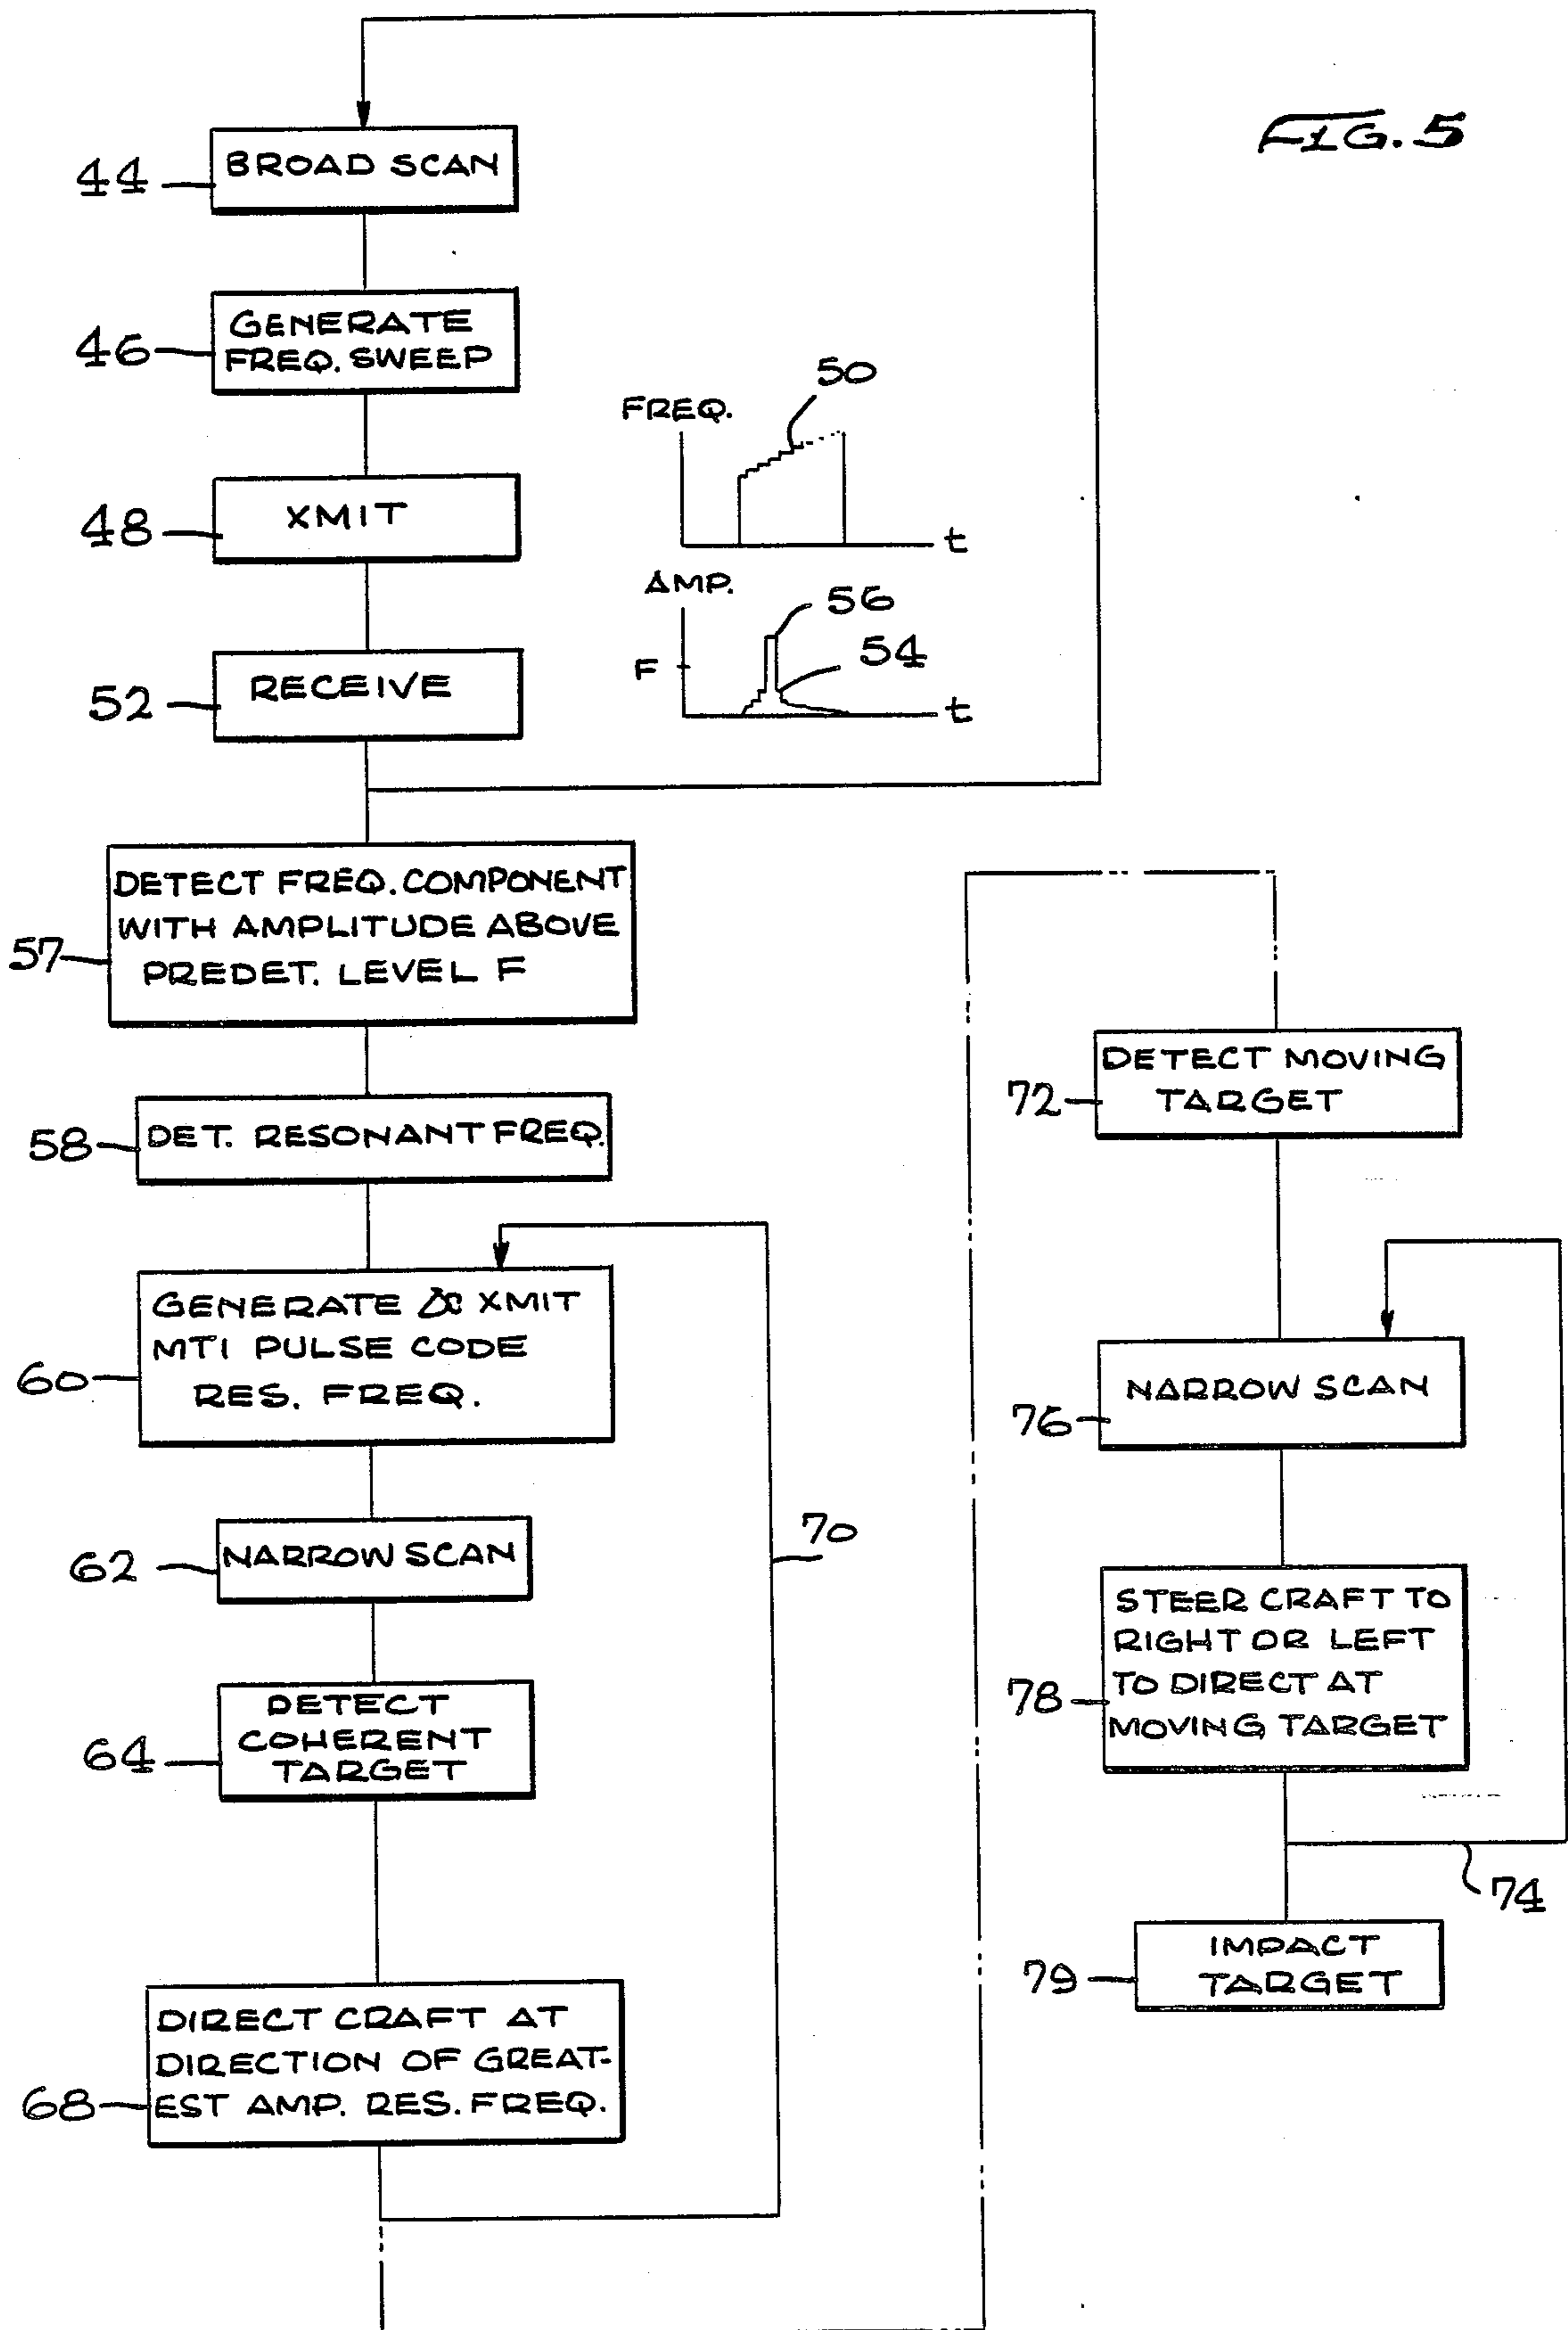 FIG. 5
44
BROAD SCAN
46
GENERATE
FREQ. SWEEP
50
FREQ.
t
48
XMIT
AMP.
56
F
54
t
52
RECEIVE
57
DETECT FREQ. COMPONENT
WITH AMPLITUDE ABOVE
PREDET. LEVEL F
58
DET. RESONANT FREQ.
60
GENERATE & XMIT
MTI PULSE CODE
RES. FREQ.
62
NARROW SCAN
70
64
DETECT
COHERENT
TARGET
68
DIRECT CRAFT AT
DIRECTION OF GREAT-
EST AMP. RES. FREQ.
72
DETECT MOVING
TARGET
76
NARROW SCAN
78
STEER CRAFT TO
RIGHT OR LEFT
TO DIRECT AT
MOVING TARGET
74
79
IMPACT
TARGET